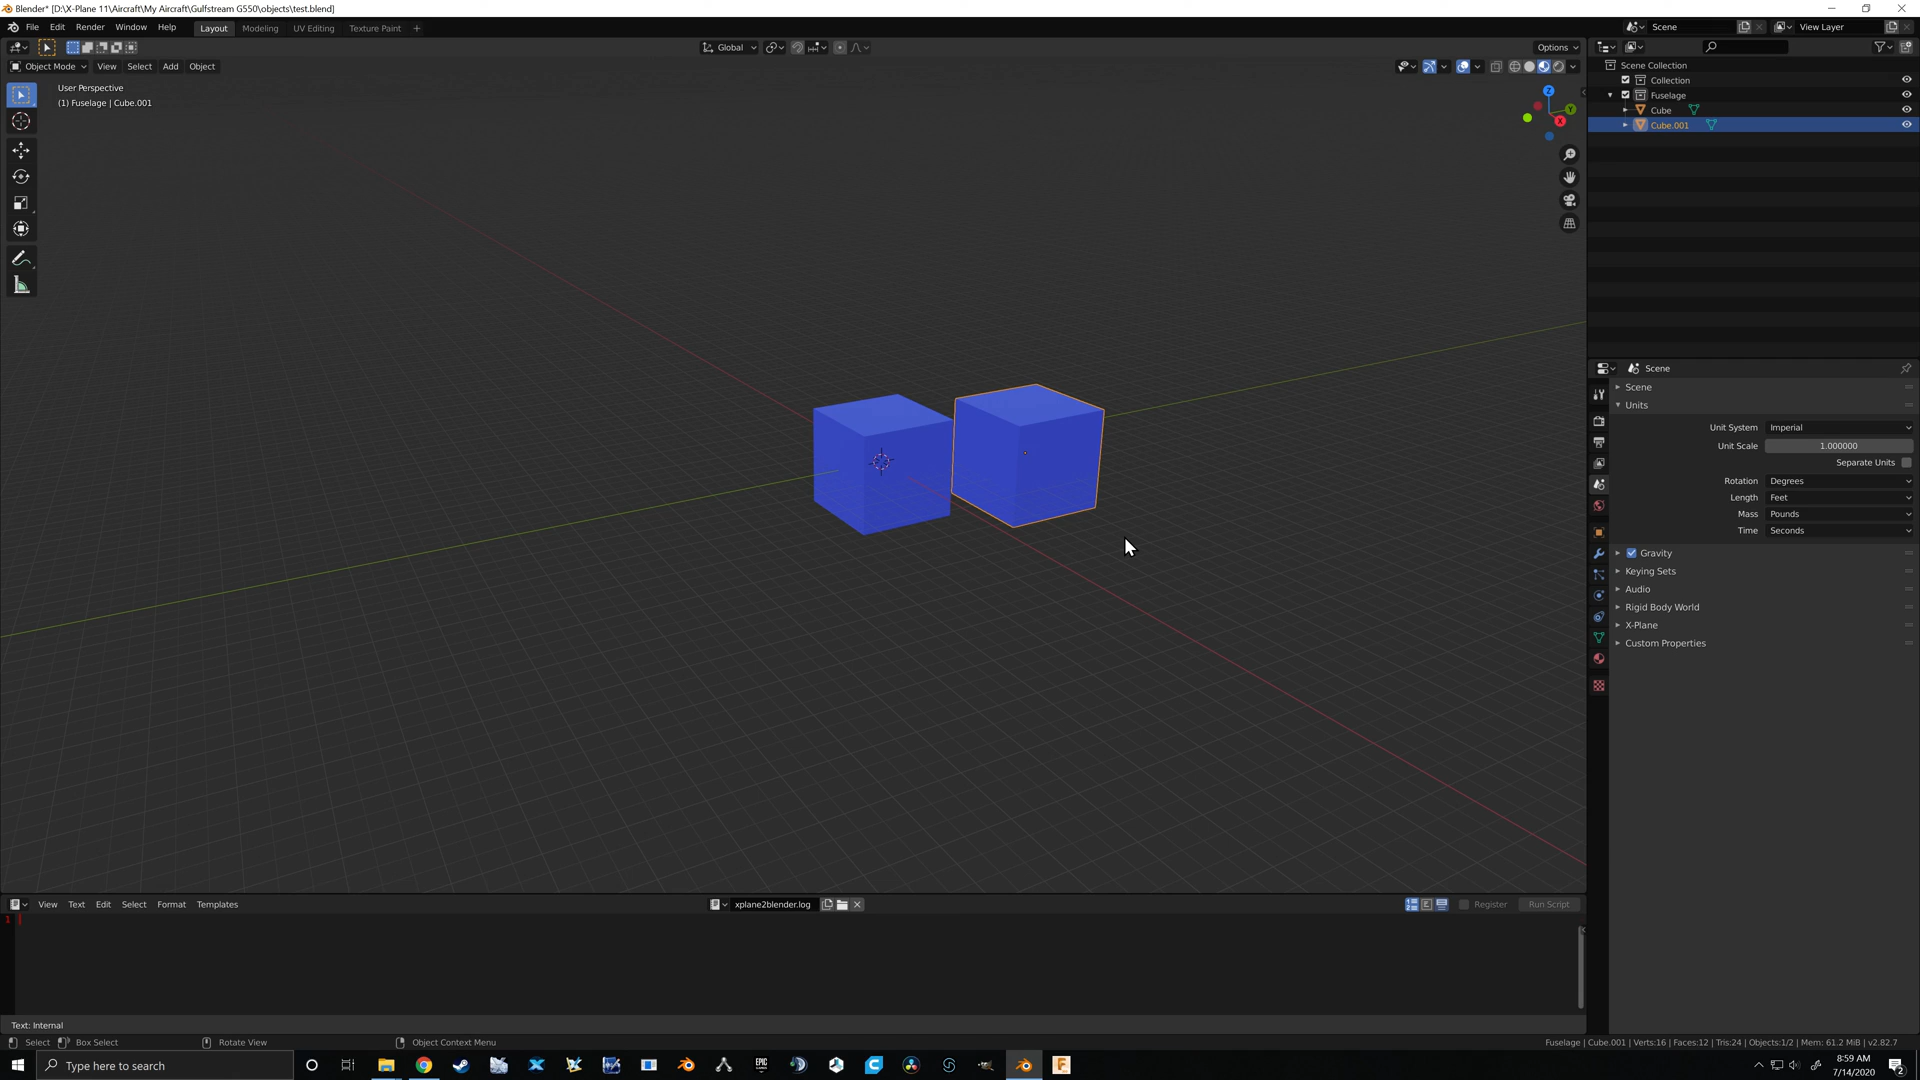 Blender* [D:\X-Plane 11\Aircraft\My Aircraft\Gulfstream G550\objects\test.blend]
File Edit Render Window Help Layout Modeling UV Editing Texture Paint + Scene View Layer
Global Options
Object Mode View Select Add Object
User Perspective
(1) Fuselage | Cube.001
Z
Y
X
Scene Collection
Collection
Fuselage
Cube
Cube.001
Scene
Scene
Units
Unit System Imperial
Unit Scale 1.000000
Separate Units
Rotation Degrees
Length Feet
Mass Pounds
Time Seconds
Gravity
Keying Sets
Audio
Rigid Body World
X-Plane
Custom Properties
View Text Edit Select Format Templates xplane2blender.log Register Run Script
1
Text: Internal
Select Box Select Rotate View Object Context Menu Fuselage | Cube.001 | Verts:16 | Faces:12 | Tris:24 | Objects:1/2 | Mem: 61.2 MiB | v2.82.7
Type here to search
EPIC
8:59 AM
7/14/2020
2